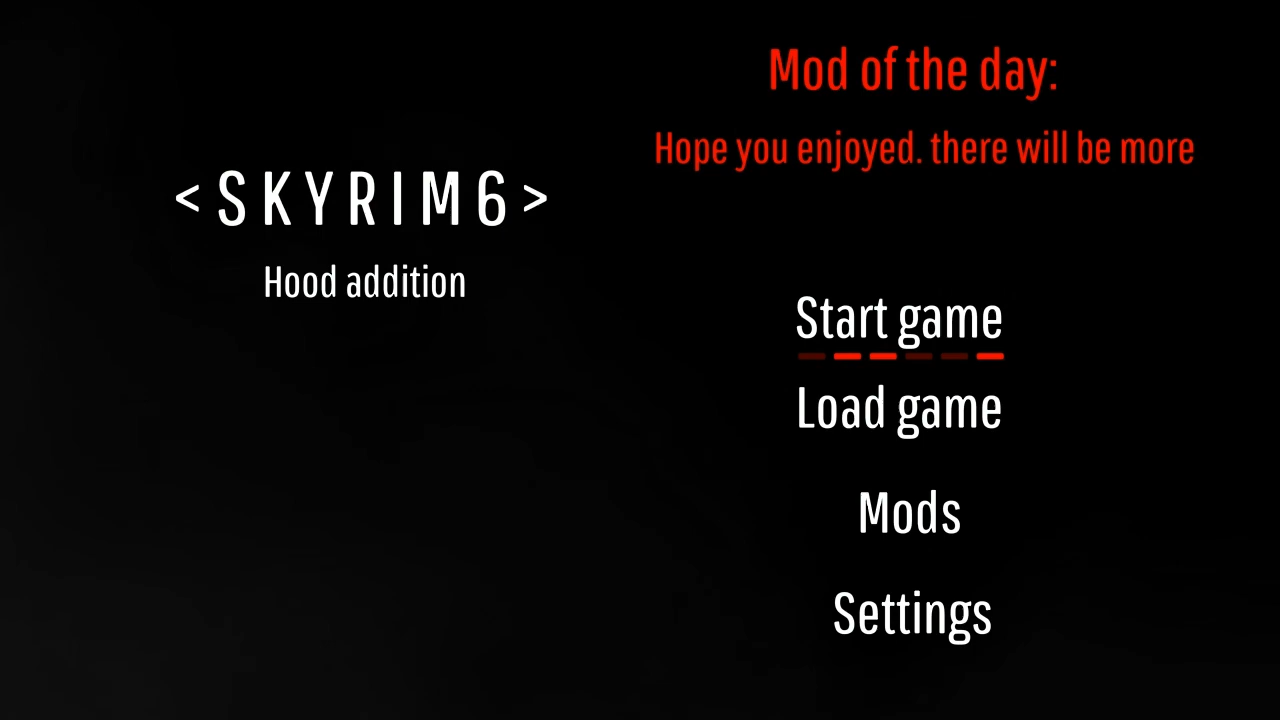 <SKYRIM6>
Hood addition
Mod of the day:
Hope you enjoyed. there will be more
Start game
Load game
Mods
Settings